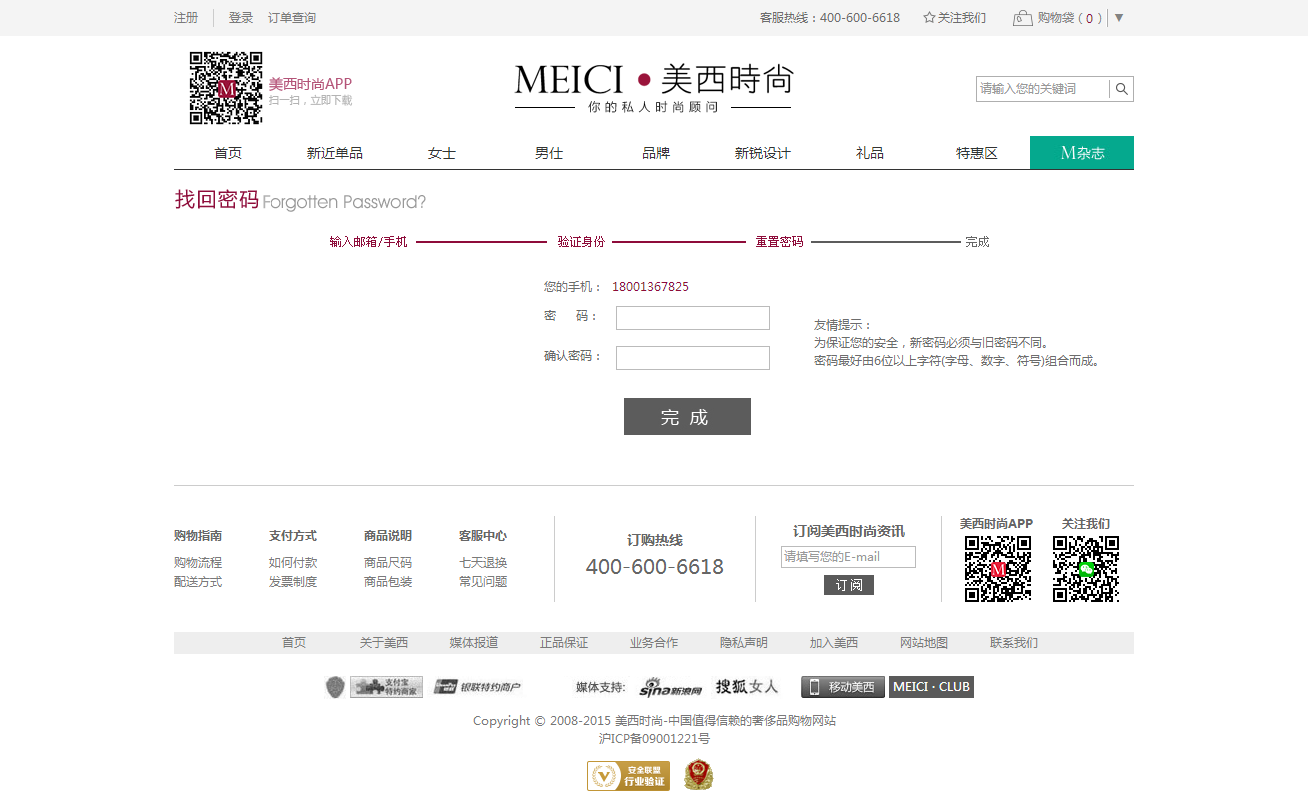 注册 登录 订单查询 客服热线：400-600-6618 关注我们 购物袋 ( 0 ) ▼
美西时尚APP
扫一扫，立即下载
M
MEICI • 美西時尚
你的私人时尚顾问
请输入您的关键词
首页 新近单品 女士 男仕 品牌 新锐设计 礼品 特惠区 M杂志
找回密码 Forgotten Password?
输入邮箱/手机 验证身份 重置密码 完成
您的手机： 18001367825
密 码：
确认密码：
友情提示：
为保证您的安全，新密码必须与旧密码不同。
密码最好由6位以上字符(字母、数字、符号)组合而成。
完 成
购物指南 支付方式 商品说明 客服中心
购物流程 如何付款 商品尺码 七天退换
配送方式 发票制度 商品包装 常见问题
订购热线
400-600-6618
订阅美西时尚资讯
请填写您的E-mail
订 阅
美西时尚APP 关注我们
M
首页 关于美西 媒体报道 正品保证 业务合作 隐私声明 加入美西 网站地图 联系我们
支付宝
特约商家
银联特约商户 媒体支持: sina新浪网 搜狐女人 移动美西 MEICI · CLUB
Copyright © 2008-2015 美西时尚-中国值得信赖的奢侈品购物网站
沪ICP备09001221号
安全联盟
行业验证